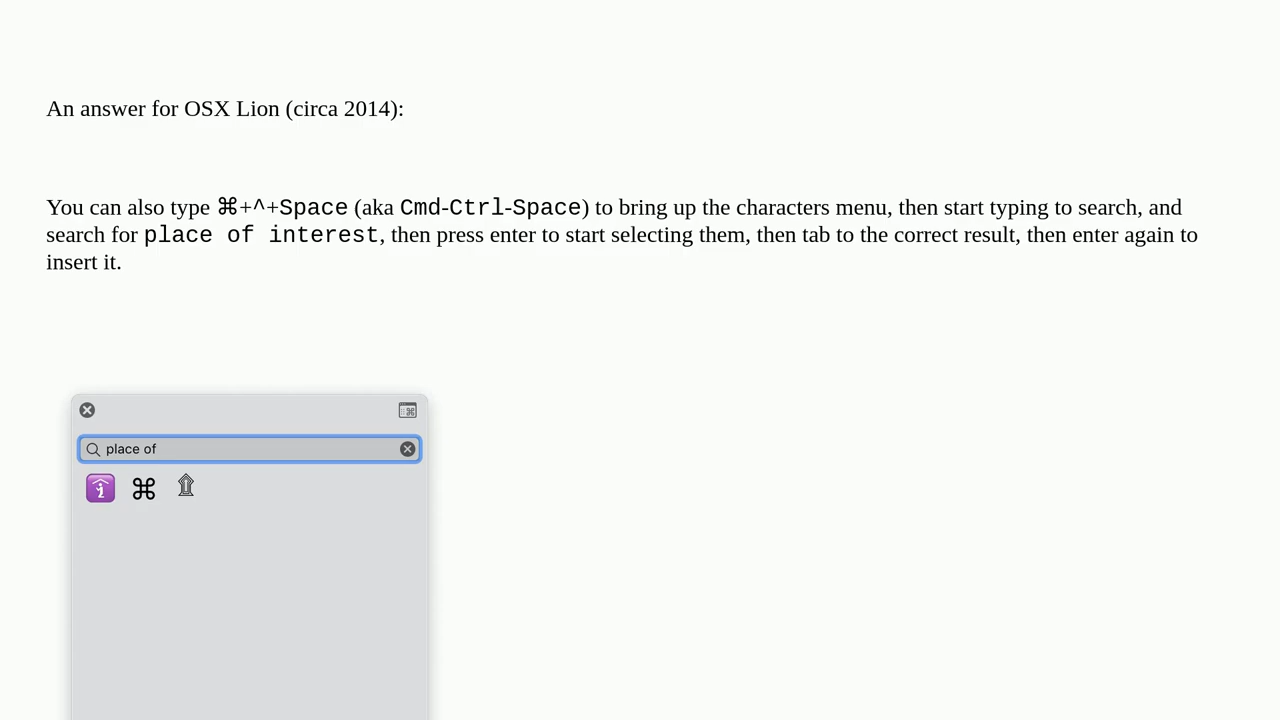 An answer for OSX Lion (circa 2014):
You can also type ⌘+^+Space (aka Cmd-Ctrl-Space) to bring up the characters menu, then start typing to search, and
search for place of interest, then press enter to start selecting them, then tab to the correct result, then enter again to
insert it.
place of
🛐 ⌘ ⇯